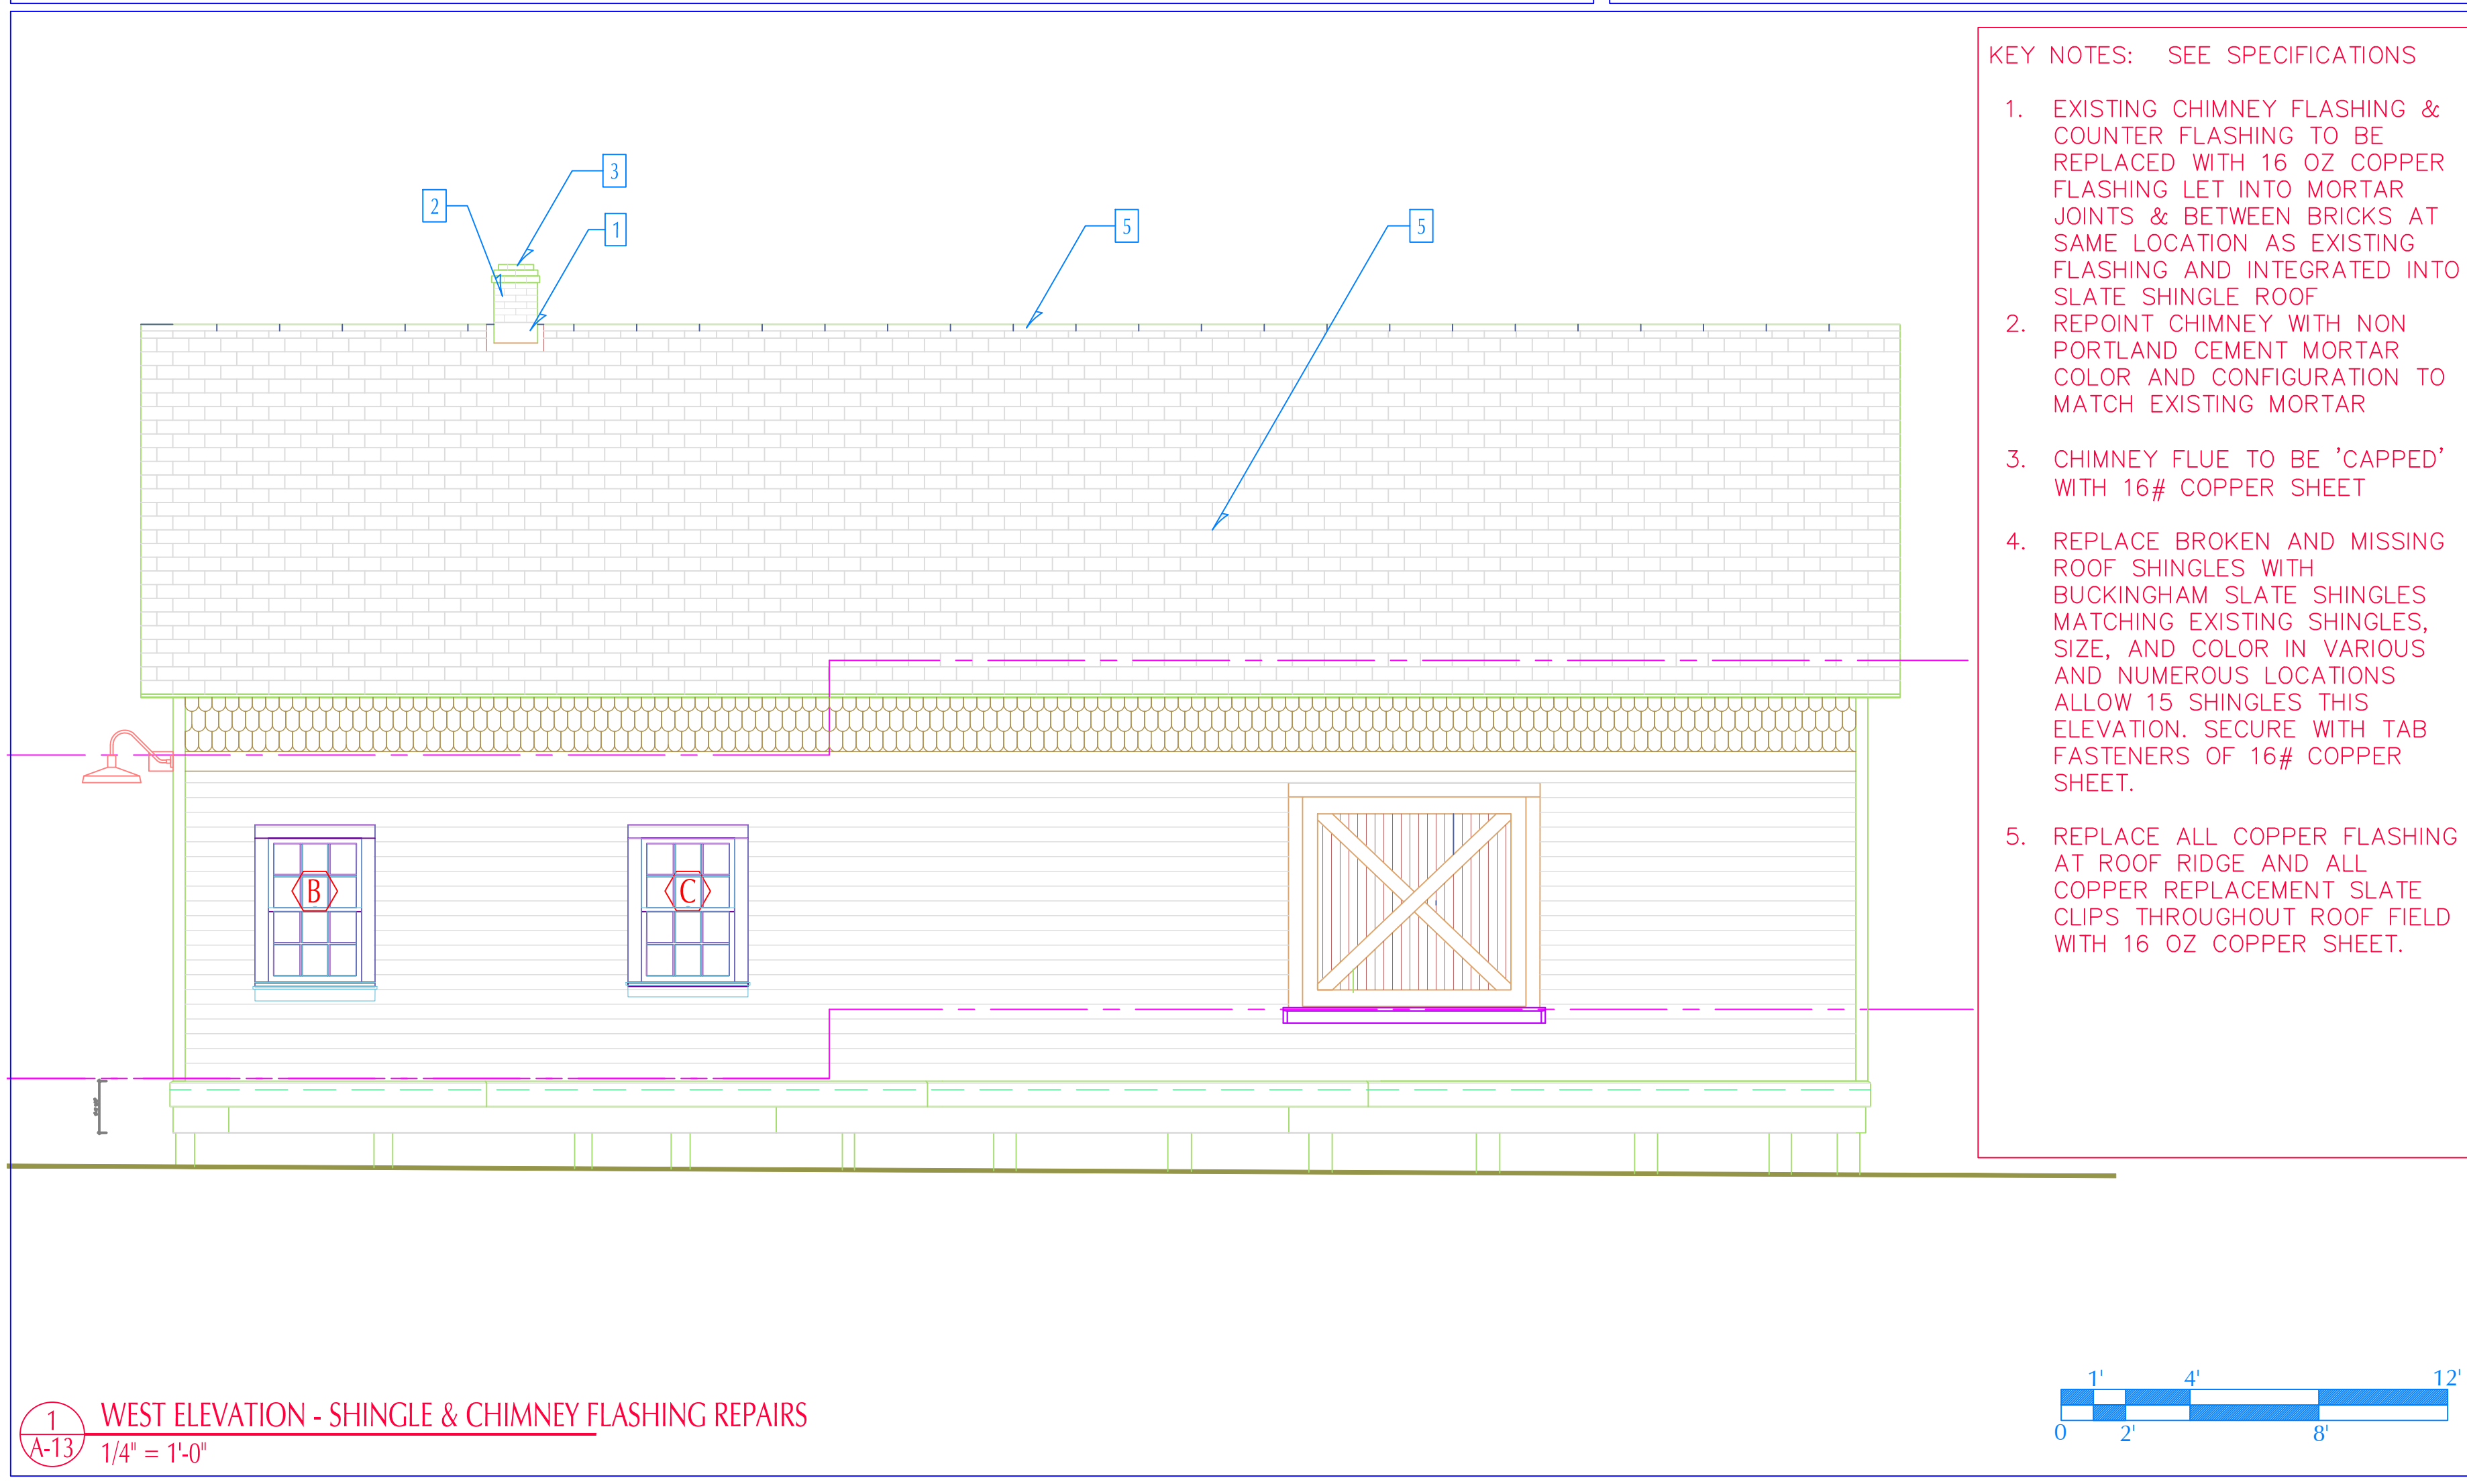 3
2
1
5
5
KEY NOTES: SEE SPECIFICATIONS
1. EXISTING CHIMNEY FLASHING &
COUNTER FLASHING TO BE
REPLACED WITH 16 OZ COPPER
FLASHING LET INTO MORTAR
JOINTS & BETWEEN BRICKS AT
SAME LOCATION AS EXISTING
FLASHING AND INTEGRATED INTO
SLATE SHINGLE ROOF
2. REPOINT CHIMNEY WITH NON
PORTLAND CEMENT MORTAR
COLOR AND CONFIGURATION TO
MATCH EXISTING MORTAR
3. CHIMNEY FLUE TO BE 'CAPPED'
WITH 16# COPPER SHEET
4. REPLACE BROKEN AND MISSING
ROOF SHINGLES WITH
BUCKINGHAM SLATE SHINGLES
MATCHING EXISTING SHINGLES,
SIZE, AND COLOR IN VARIOUS
AND NUMEROUS LOCATIONS
ALLOW 15 SHINGLES THIS
ELEVATION. SECURE WITH TAB
FASTENERS OF 16# COPPER
SHEET.
5. REPLACE ALL COPPER FLASHING
AT ROOF RIDGE AND ALL
COPPER REPLACEMENT SLATE
CLIPS THROUGHOUT ROOF FIELD
WITH 16 OZ COPPER SHEET.
B
C
1
A-13
WEST ELEVATION - SHINGLE & CHIMNEY FLASHING REPAIRS
1/4" = 1'-0"
1' 4' 12'
0 2' 8'